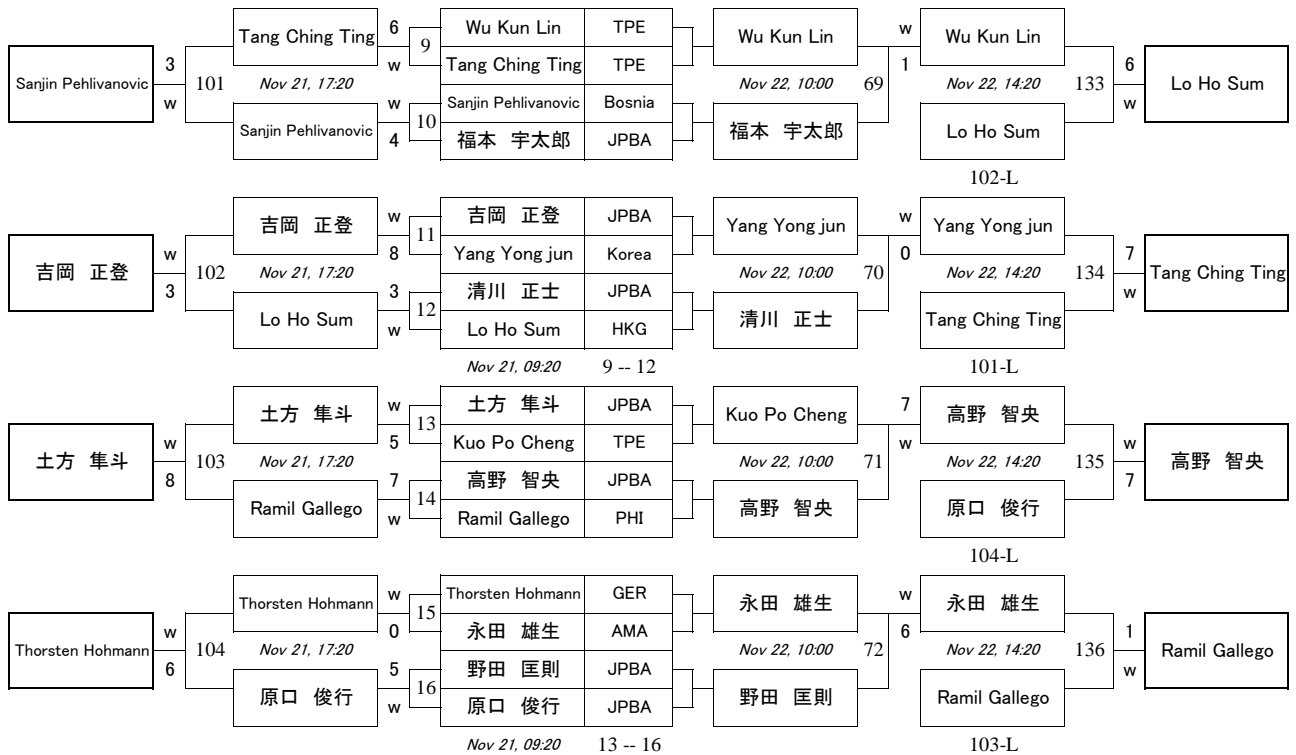 Tang Ching Ting 6 9 Wu Kun Lin TPE Wu Kun Lin w Wu Kun Lin
Sanjin Pehlivanovic 3 101 Nov 21, 17:20 w Tang Ching Ting TPE Nov 22, 10:00 69 1 Nov 22, 14:20 133 6 Lo Ho Sum
w w 10 Sanjin Pehlivanovic Bosnia w
Sanjin Pehlivanovic 4 福本 宇太郎 JPBA 福本 宇太郎 Lo Ho Sum
102-L
吉岡 正登 w 11 吉岡 正登 JPBA Yang Yong jun w Yang Yong jun
吉岡 正登 w 102 Nov 21, 17:20 8 Yang Yong jun Korea Nov 22, 10:00 70 0 Nov 22, 14:20 134 7 Tang Ching Ting
3 3 12 清川 正士 JPBA w
Lo Ho Sum w Lo Ho Sum HKG 清川 正士 Tang Ching Ting
Nov 21, 09:20 9 -- 12 101-L
土方 隼斗 w 13 土方 隼斗 JPBA Kuo Po Cheng 7 高野 智央
土方 隼斗 w 103 Nov 21, 17:20 5 Kuo Po Cheng TPE Nov 22, 10:00 71 w Nov 22, 14:20 135 w 高野 智央
8 7 14 高野 智央 JPBA 7
Ramil Gallego w Ramil Gallego PHI 高野 智央 原口 俊行
104-L
Thorsten Hohmann w 15 Thorsten Hohmann GER 永田 雄生 w 永田 雄生
Thorsten Hohmann w 104 Nov 21, 17:20 0 永田 雄生 AMA Nov 22, 10:00 72 6 Nov 22, 14:20 136 1 Ramil Gallego
6 5 16 野田 匡則 JPBA w
原口 俊行 w 原口 俊行 JPBA 野田 匡則 Ramil Gallego
Nov 21, 09:20 13 -- 16 103-L